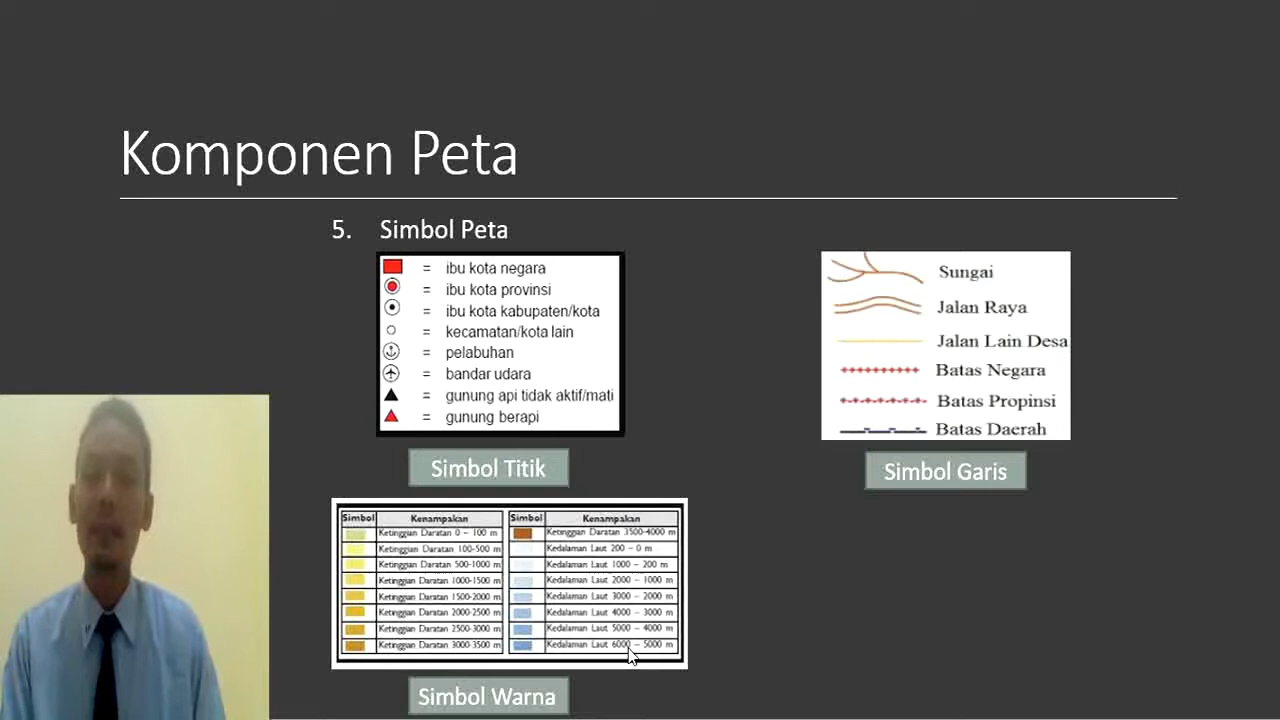 Komponen Peta
5. Simbol Peta
= ibu kota negara
= ibu kota provinsi
= ibu kota kabupaten/kota
= kecamatan/kota lain
= pelabuhan
= bandar udara
= gunung api tidak aktif/mati
= gunung berapi
Simbol Titik
Sungai
Jalan Raya
Jalan Lain Desa
Batas Negara
Batas Propinsi
Batas Daerah
Simbol Garis
Simbol Kenampakan Simbol Kenampakan
Ketinggian Daratan 0 – 100 m Ketinggian Daratan 3500-4000 m
Ketinggian Daratan 100-500 m Kedalaman Laut 200 – 0 m
Ketinggian Daratan 500-1000 m Kedalaman Laut 1000 – 200 m
Ketinggian Daratan 1000-1500 m Kedalaman Laut 2000 – 1000 m
Ketinggian Daratan 1500-2000 m Kedalaman Laut 3000 – 2000 m
Ketinggian Daratan 2000-2500 m Kedalaman Laut 4000 – 3000 m
Ketinggian Daratan 2500-3000 m Kedalaman Laut 5000 – 4000 m
Ketinggian Daratan 3000-3500 m Kedalaman Laut 6000 – 5000 m
Simbol Warna